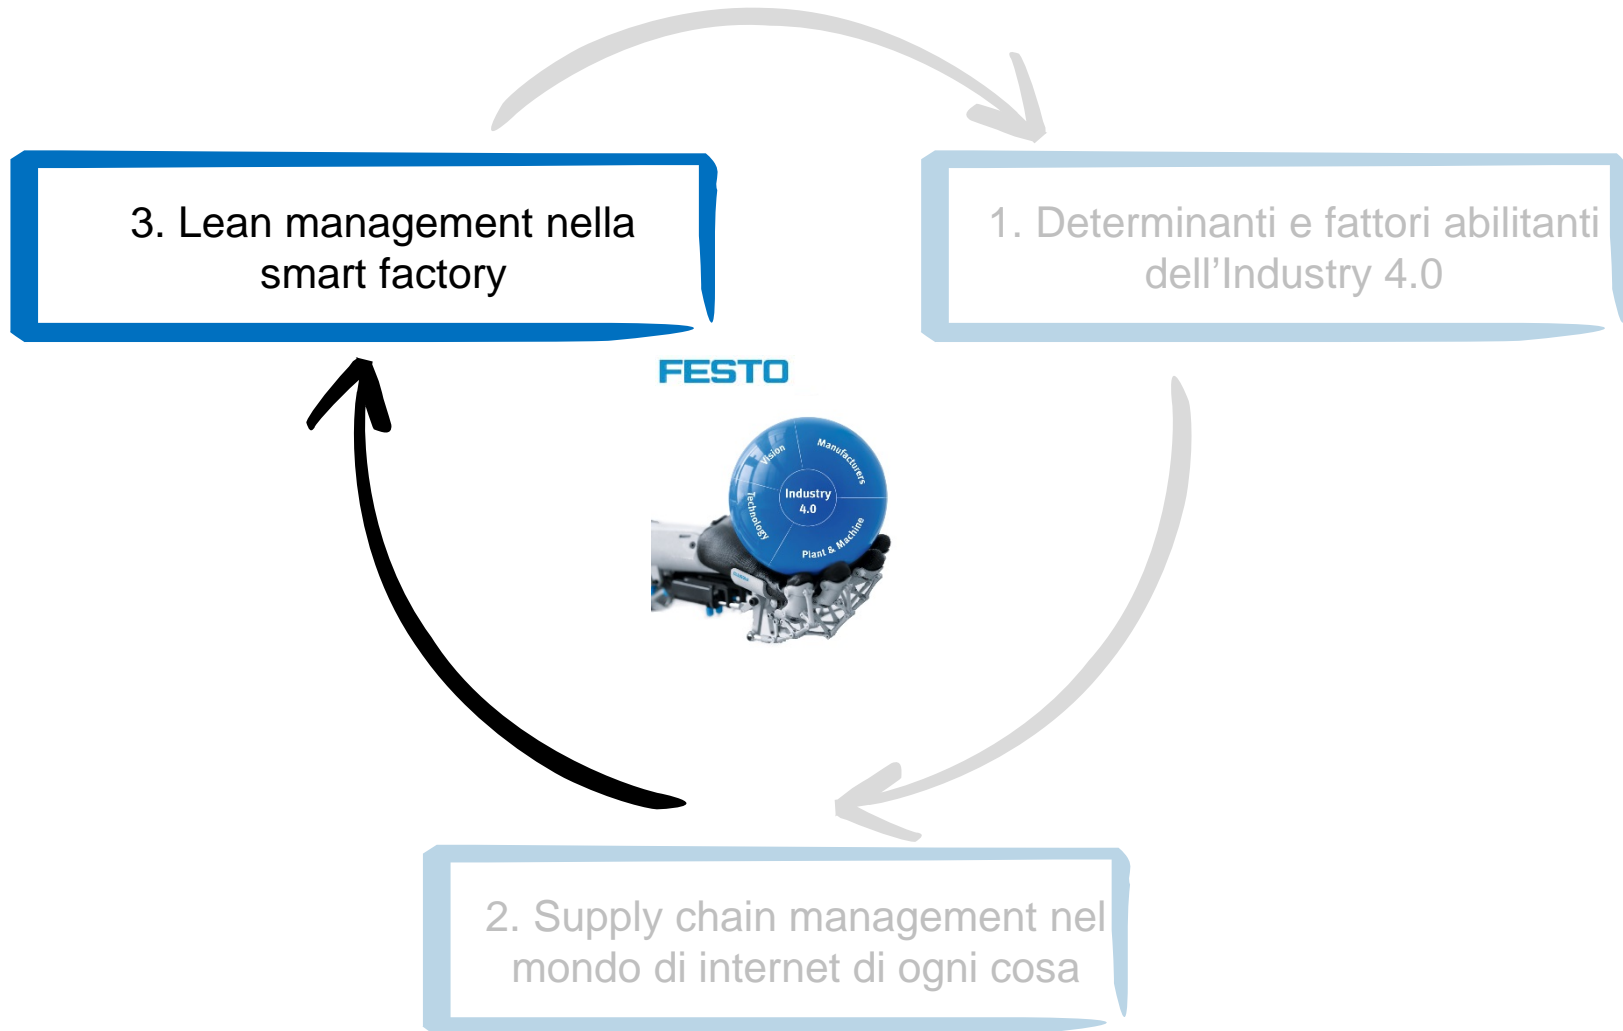 3. Lean management nella
smart factory
1. Determinanti e fattori abilitanti
dell’Industry 4.0
FESTO
Vision
Manufacturers
Industry
4.0
Technology
Plant & Machine
2. Supply chain management nel
mondo di internet di ogni cosa